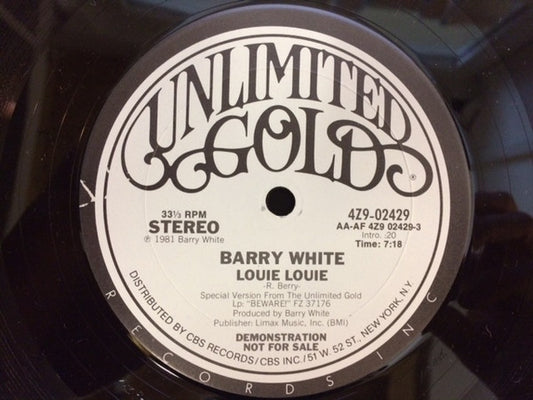 UNLIMITED
GOLD®
33⅓ RPM
STEREO
℗ 1981 Barry White
4Z9-02429
AA-AF 4Z9 02429-3
Intro. :20
Time: 7:18
BARRY WHITE
LOUIE LOUIE
-R. Berry-
Special Version From The Unlimited Gold
Lp: "BEWARE!" FZ 37176
Produced by Barry White
Publisher: Limax Music, Inc. (BMI)
DEMONSTRATION
NOT FOR SALE
DISTRIBUTED BY CBS RECORDS/CBS INC./51 W. 52 ST., NEW YORK, N.Y.
RECORDS INC